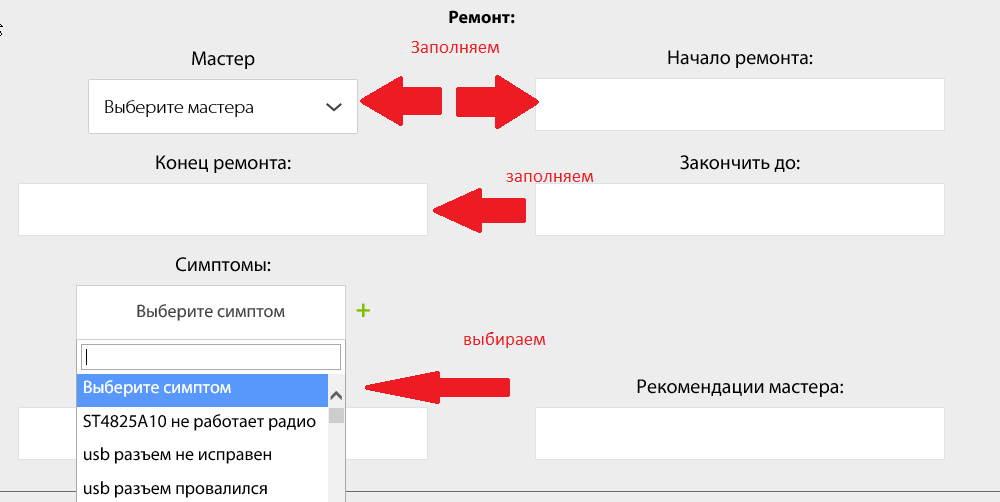 Ремонт:
Заполняем
Мастер
Начало ремонта:
Выберите мастера
Конец ремонта:
заполняем
Закончить до:
Симптомы:
Выберите симптом
+
выбираем
Выберите симптом
Рекомендации мастера:
ST4825A10 не работает радио
usb разъем не исправен
usb разъем провалился